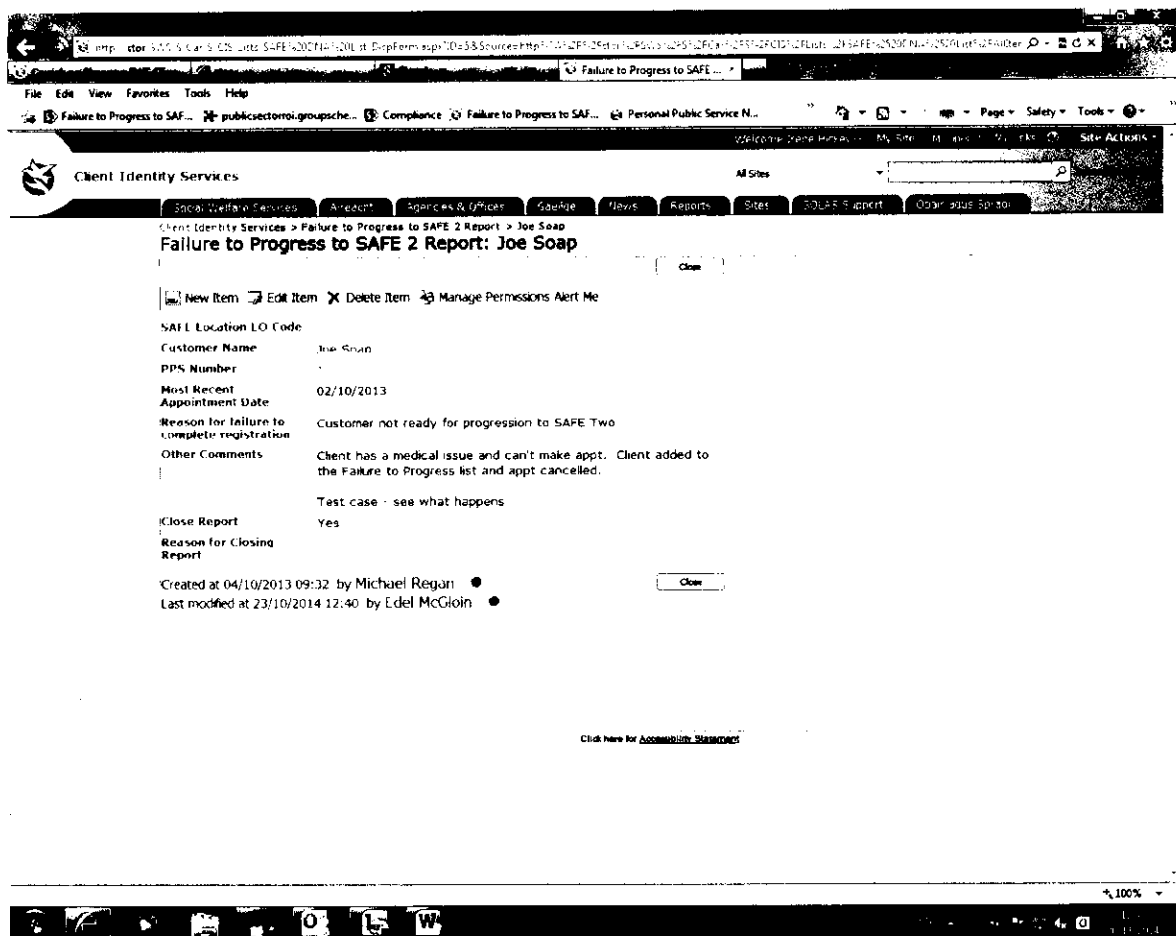 Failure to Progress to SAFE ...
File Edit View Favorites Tools Help
Failure to Progress to SAF... publicsectorroi.groupsche... Compliance Failure to Progress to SAF... Personal Public Service N... Page Safety Tools
Welcome My Site Site Actions
Client Identity Services All Sites
Social Welfare Services Agencies & Offices Gaeilge News Reports Sites Support
Client Identity Services > Failure to Progress to SAFE 2 Report > Joe Soap
Failure to Progress to SAFE 2 Report: Joe Soap
Close
New Item Edit Item Delete Item Manage Permissions Alert Me
SAFE Location LO Code
Customer Name Joe Soap
PPS Number
Most Recent
Appointment Date 02/10/2013
Reason for failure to
complete registration Customer not ready for progression to SAFE Two
Other Comments Client has a medical issue and can't make appt. Client added to
the Failure to Progress list and appt cancelled.
Test case - see what happens
Close Report Yes
Reason for Closing
Report
Created at 04/10/2013 09:32 by Michael Regan
Close
Last modified at 23/10/2014 12:40 by Edel McGloin
Click here for Accessibility Statement
100%